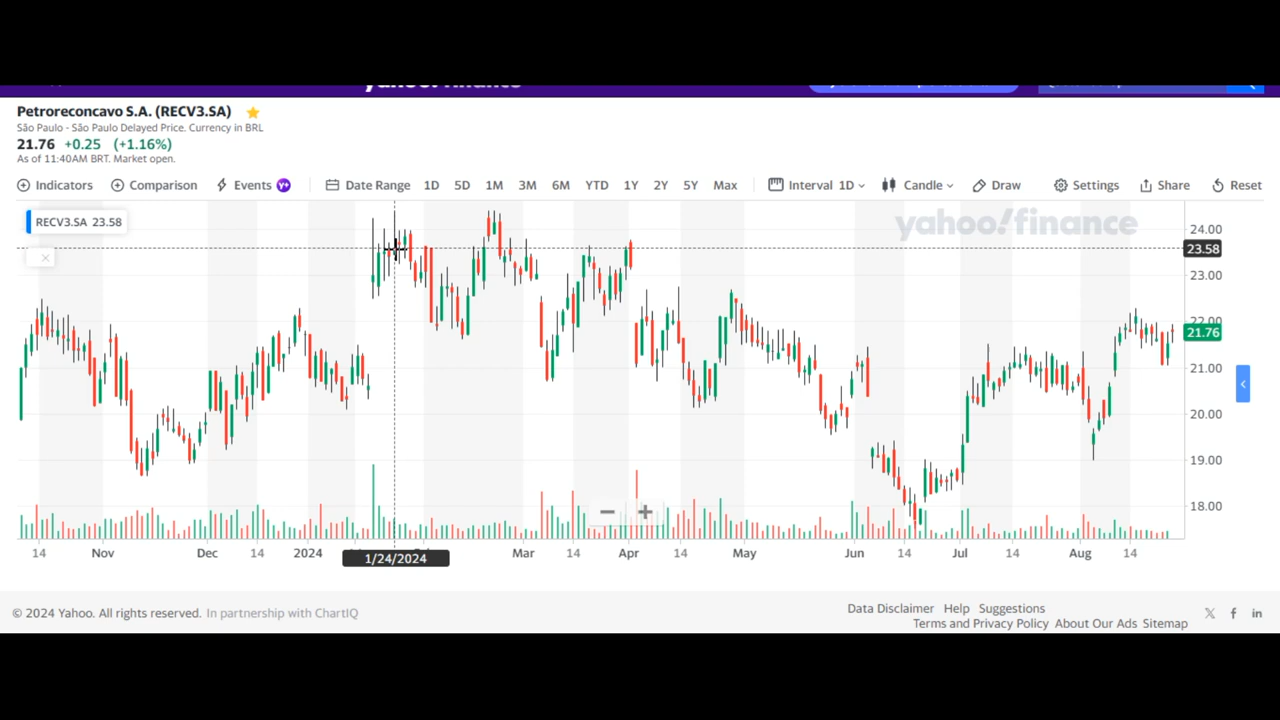 yahoo!finance
Petroreconcavo S.A. (RECV3.SA)
São Paulo - São Paulo Delayed Price. Currency in BRL
21.76 +0.25 (+1.16%)
As of 11:40AM BRT. Market open.
Indicators Comparison Events Y+ Date Range 1D 5D 1M 3M 6M YTD 1Y 2Y 5Y Max Interval 1D Candle Draw Settings Share Reset
RECV3.SA 23.58
yahoo!finance
24.00
23.58
23.00
22.00
21.76
21.00
20.00
19.00
18.00
14 Nov Dec 14 2024 Mar 14 Apr 14 May Jun 14 Jul 14 Aug 14
1/24/2024
© 2024 Yahoo. All rights reserved. In partnership with ChartIQ
Data Disclaimer Help Suggestions
Terms and Privacy Policy About Our Ads Sitemap